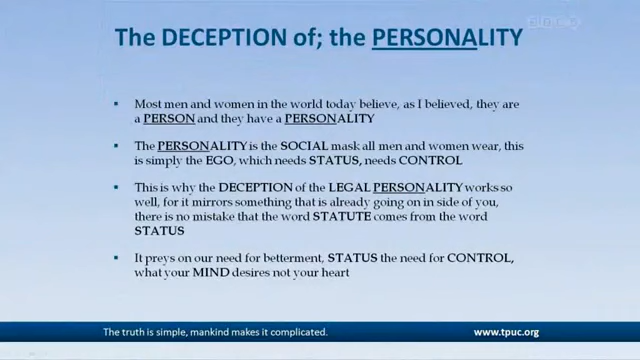 The DECEPTION of; the PERSONALITY
Most men and women in the world today believe, as I believed, they are
a PERSON and they have a PERSONALITY
The PERSONALITY is the SOCIAL mask all men and women wear, this
is simply the EGO, which needs STATUS, needs CONTROL
This is why the DECEPTION of the LEGAL PERSONALITY works so
well, for it mirrors something that is already going on in side of you,
there is no mistake that the word STATUTE comes from the word
STATUS
It preys on our need for betterment, STATUS the need for CONTROL,
what your MIND desires not your heart
The truth is simple, mankind makes it complicated.
www.tpuc.org